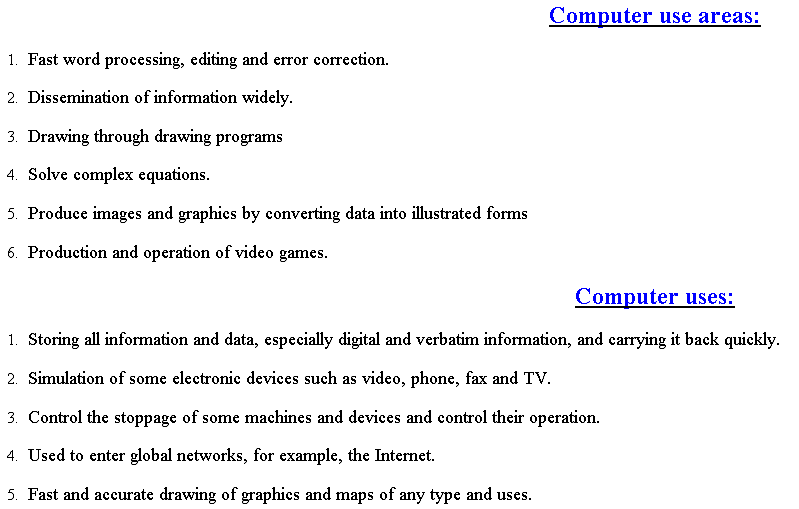 Computer use areas:
1. Fast word processing, editing and error correction.
2. Dissemination of information widely.
3. Drawing through drawing programs
4. Solve complex equations.
5. Produce images and graphics by converting data into illustrated forms
6. Production and operation of video games.
Computer uses:
1. Storing all information and data, especially digital and verbatim information, and carrying it back quickly.
2. Simulation of some electronic devices such as video, phone, fax and TV.
3. Control the stoppage of some machines and devices and control their operation.
4. Used to enter global networks, for example, the Internet.
5. Fast and accurate drawing of graphics and maps of any type and uses.